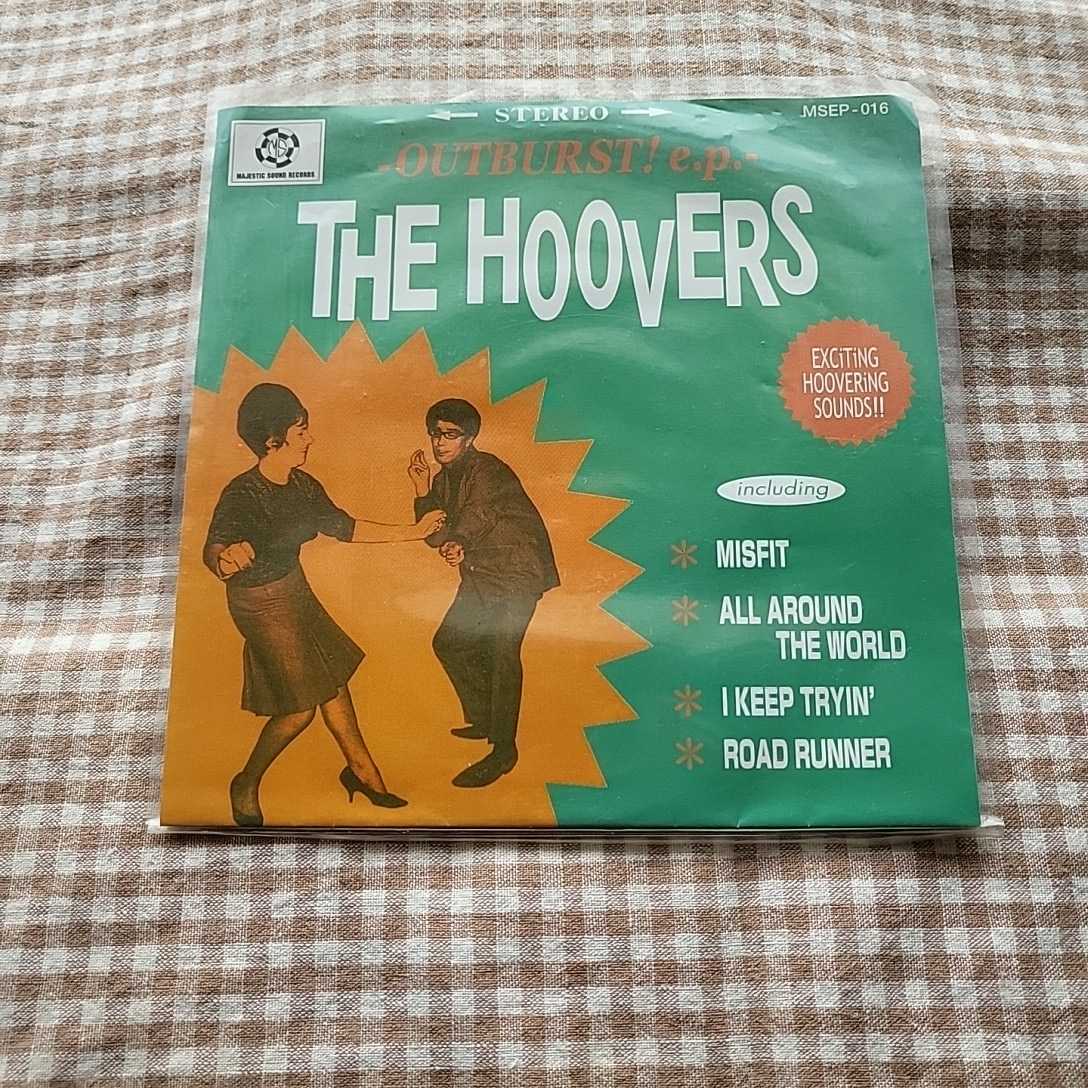 STEREO
MSEP-016
MS
MAJESTIC SOUND RECORDS
-OUTBURST! e.p.-
THE HOOVERS
EXCiTiNG
HOOVERiNG
SOUNDS!!
including
* MISFIT
* ALL AROUND
THE WORLD
* I KEEP TRYIN'
* ROAD RUNNER